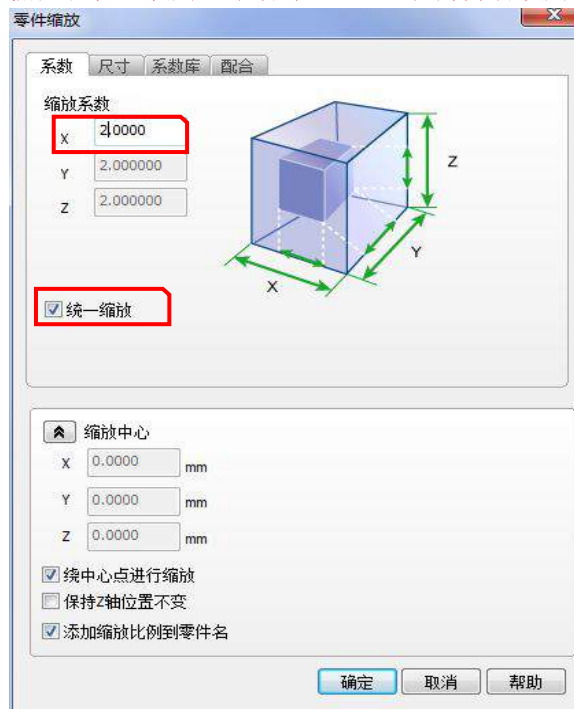 零件缩放
系数 尺寸 系数库 配合
缩放系数
X 2.0000
Y 2.000000
Z 2.000000
Z
Y
X
统一缩放
缩放中心
X 0.0000 mm
Y 0.0000 mm
Z 0.0000 mm
绕中心点进行缩放
保持Z轴位置不变
添加缩放比例到零件名
确定 取消 帮助